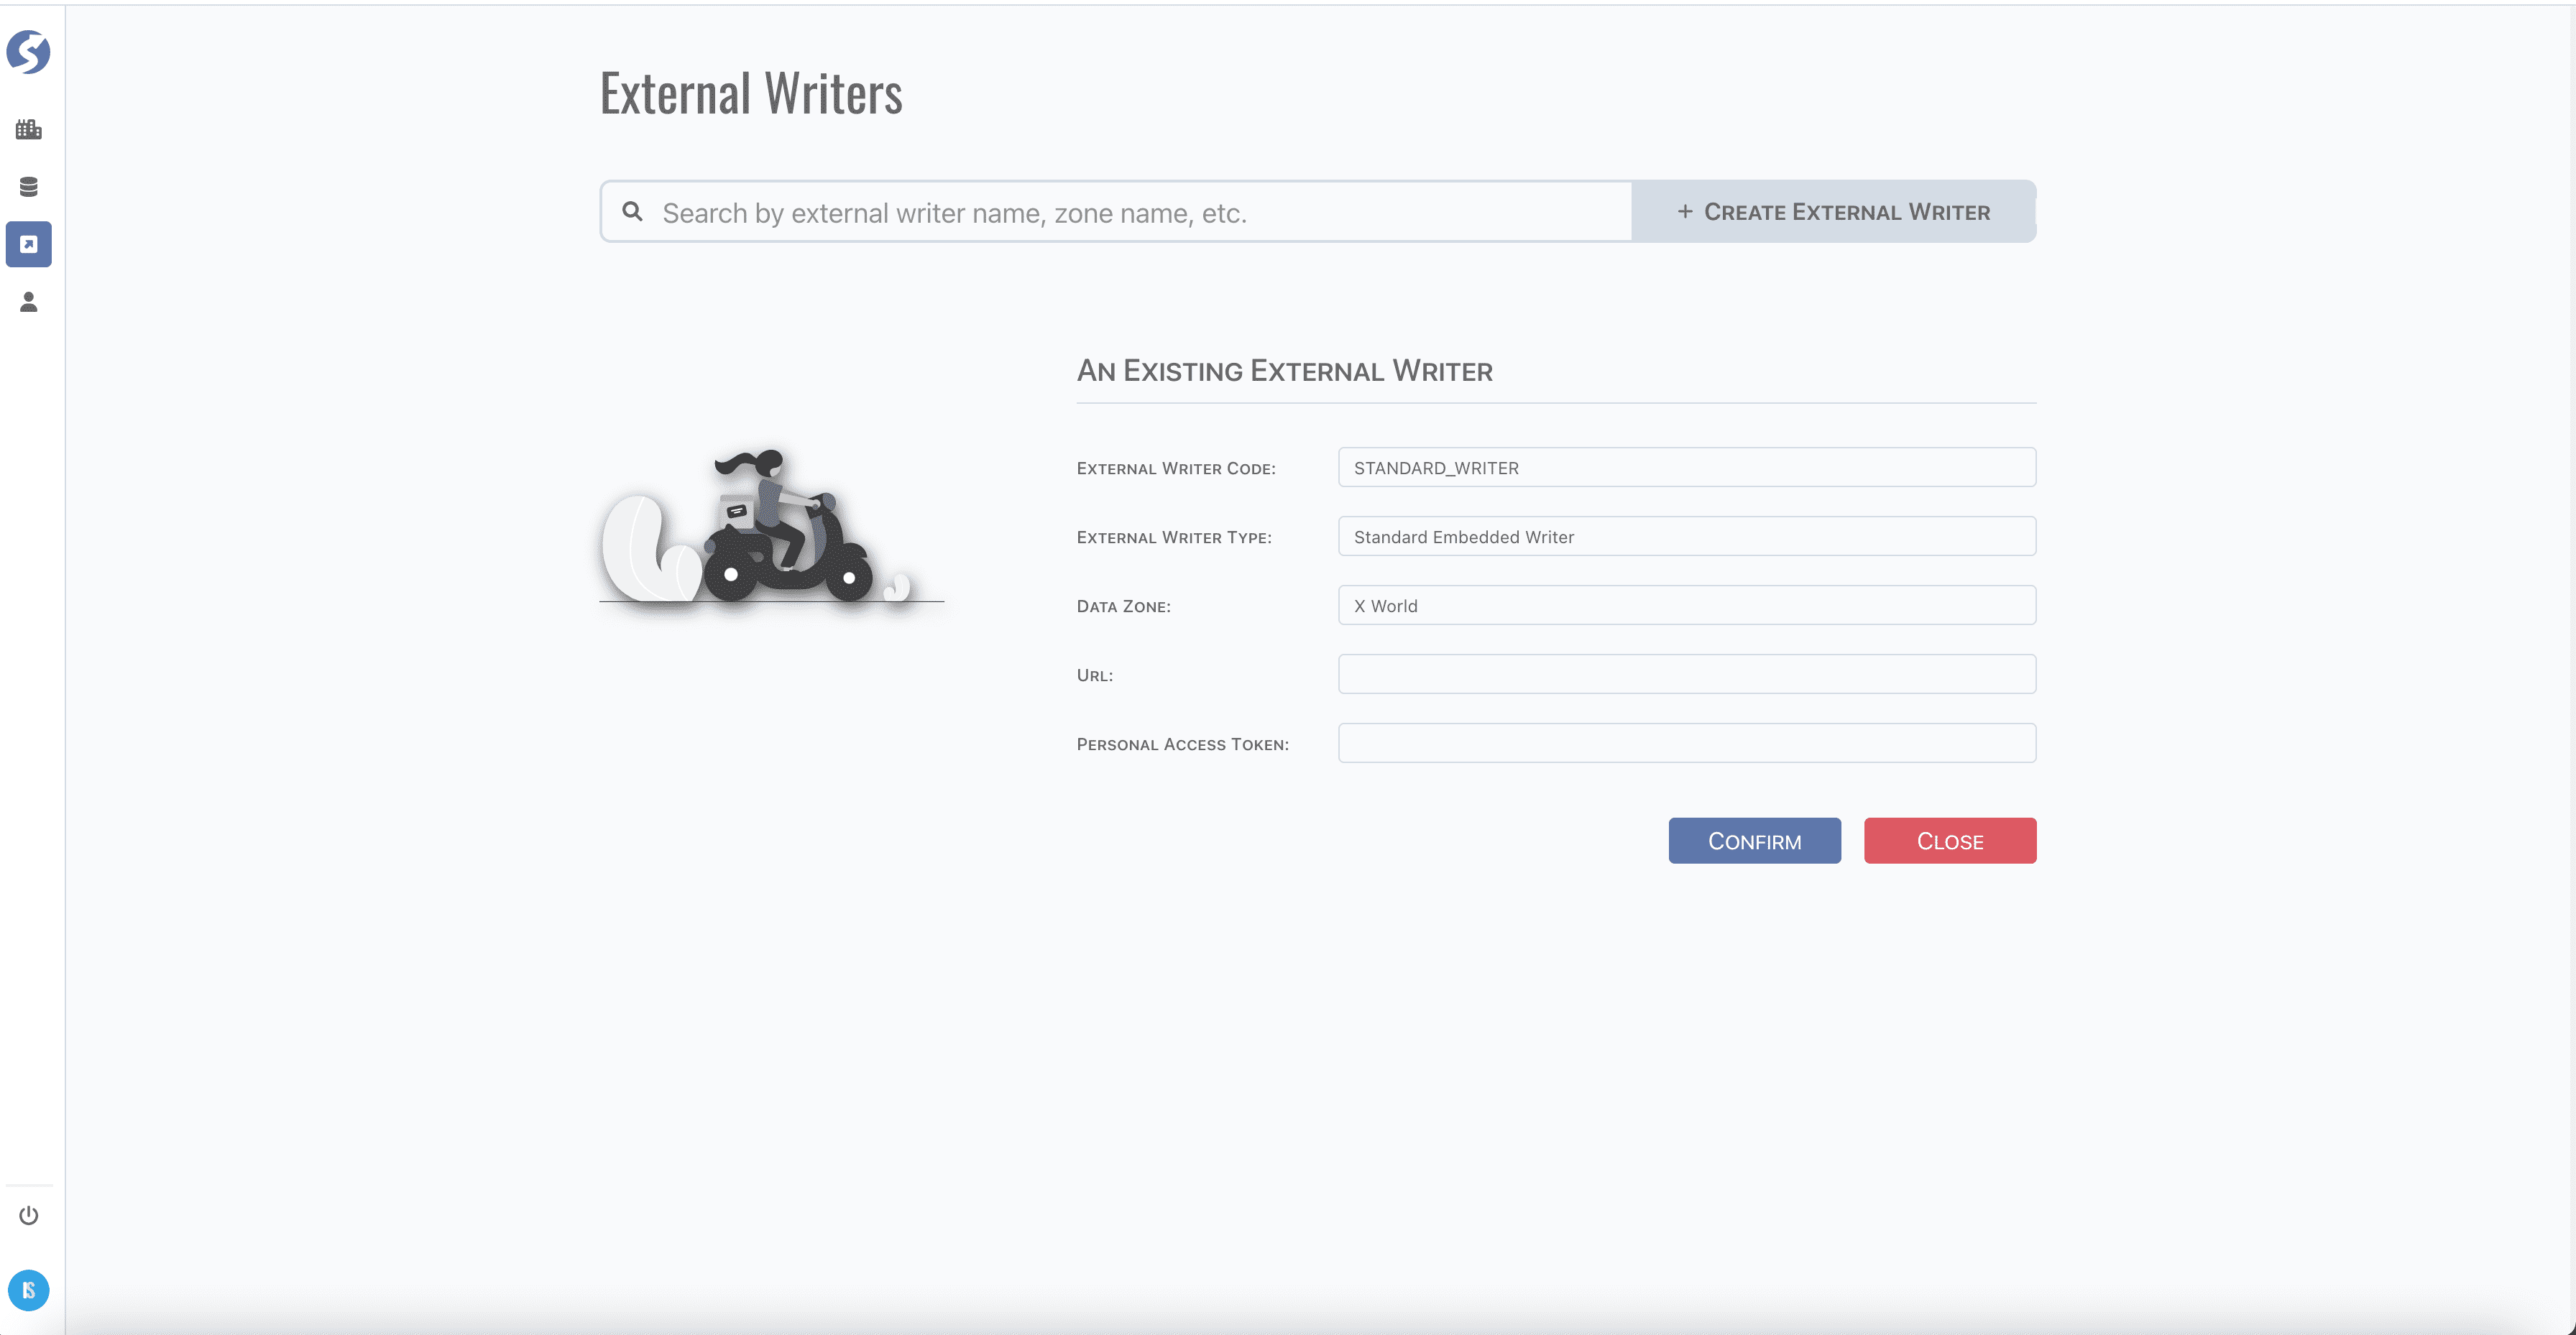 External Writers
Search by external writer name, zone name, etc.
+ Create External Writer
An Existing External Writer
External Writer Code:
STANDARD_WRITER
External Writer Type:
Standard Embedded Writer
Data Zone:
X World
Url:
Personal Access Token:
Confirm
Close
IS